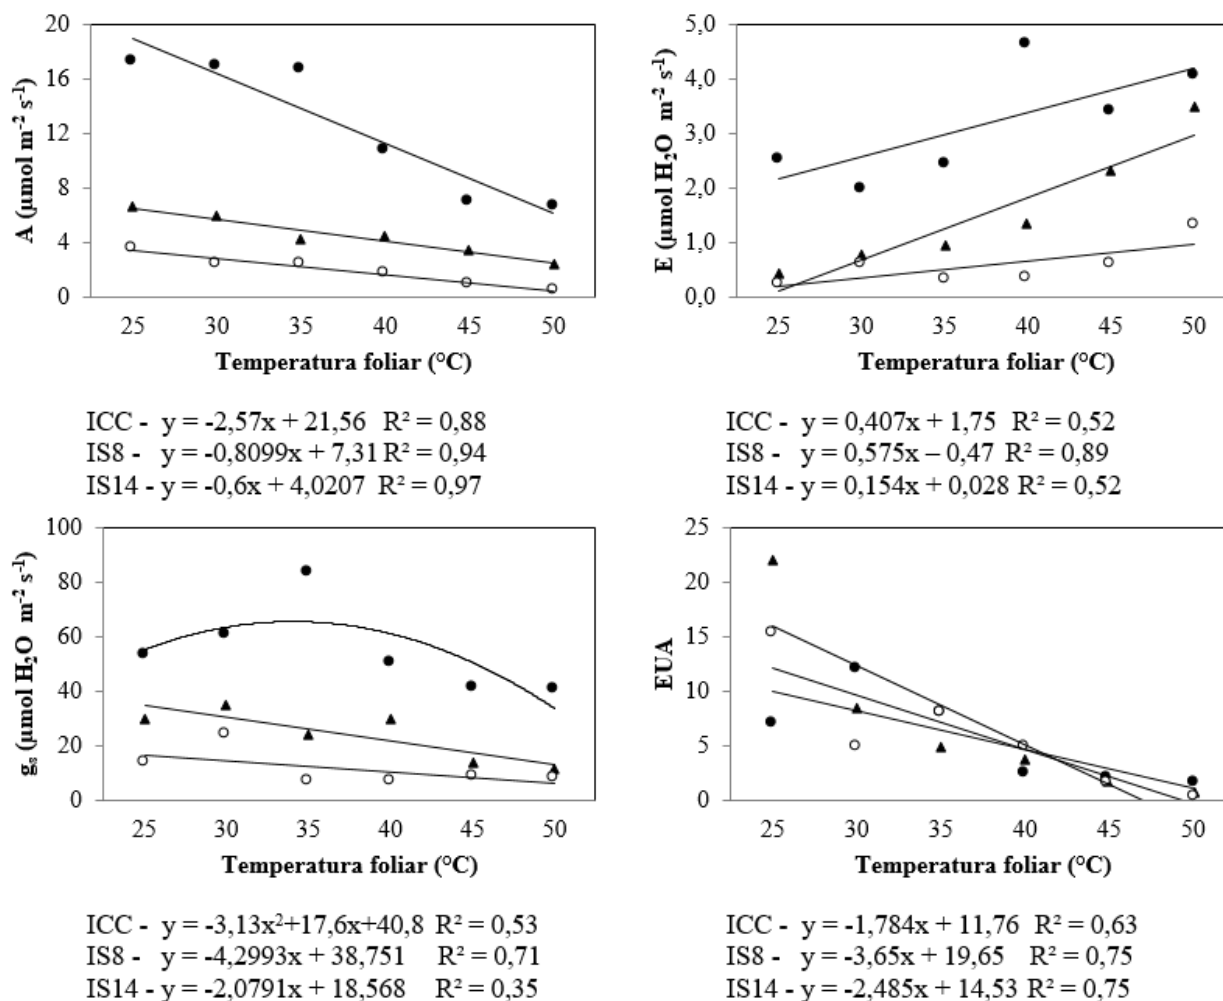 20
16
12
8
4
0
A (µmol m⁻² s⁻¹)
25 30 35 40 45 50
Temperatura foliar (°C)
5,0
4,0
3,0
2,0
1,0
0,0
E (µmol H₂O m⁻² s⁻¹)
25 30 35 40 45 50
Temperatura foliar (°C)
ICC - y = -2,57x + 21,56 R² = 0,88
IS8 - y = -0,8099x + 7,31 R² = 0,94
IS14 - y = -0,6x + 4,0207 R² = 0,97
ICC - y = 0,407x + 1,75 R² = 0,52
IS8 - y = 0,575x – 0,47 R² = 0,89
IS14 - y = 0,154x + 0,028 R² = 0,52
100
80
60
40
20
0
gₛ (µmol H₂O m⁻² s⁻¹)
25 30 35 40 45 50
Temperatura foliar (°C)
25
20
15
10
5
0
EUA
25 30 35 40 45 50
Temperatura foliar (°C)
ICC - y = -3,13x²+17,6x+40,8 R² = 0,53
IS8 - y = -4,2993x + 38,751 R² = 0,71
IS14 - y = -2,0791x + 18,568 R² = 0,35
ICC - y = -1,784x + 11,76 R² = 0,63
IS8 - y = -3,65x + 19,65 R² = 0,75
IS14 - y = -2,485x + 14,53 R² = 0,75